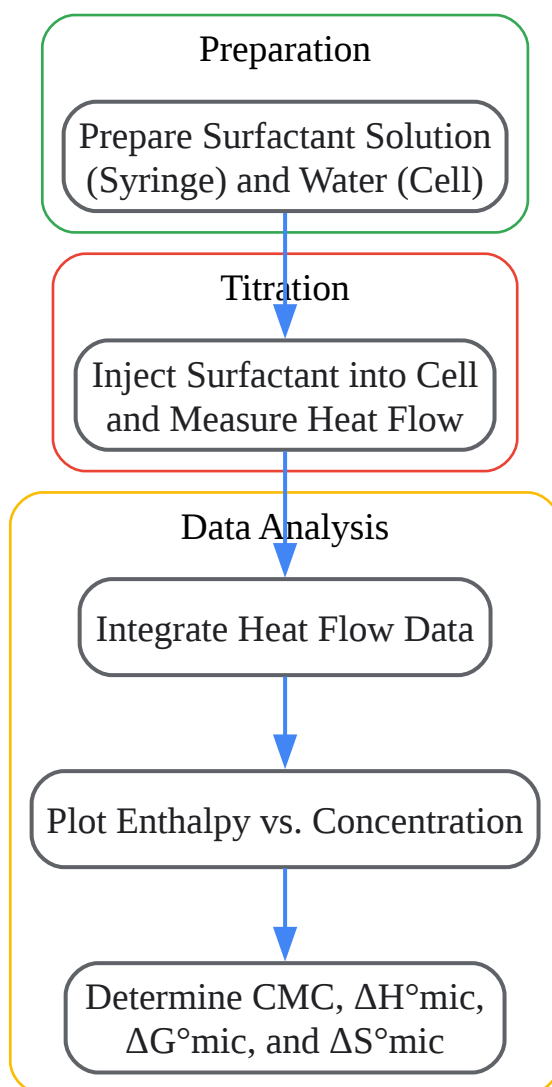 Preparation
Prepare Surfactant Solution
(Syringe) and Water (Cell)
Titration
Inject Surfactant into Cell
and Measure Heat Flow
Data Analysis
Integrate Heat Flow Data
Plot Enthalpy vs. Concentration
Determine CMC, ΔH°mic,
ΔG°mic, and ΔS°mic